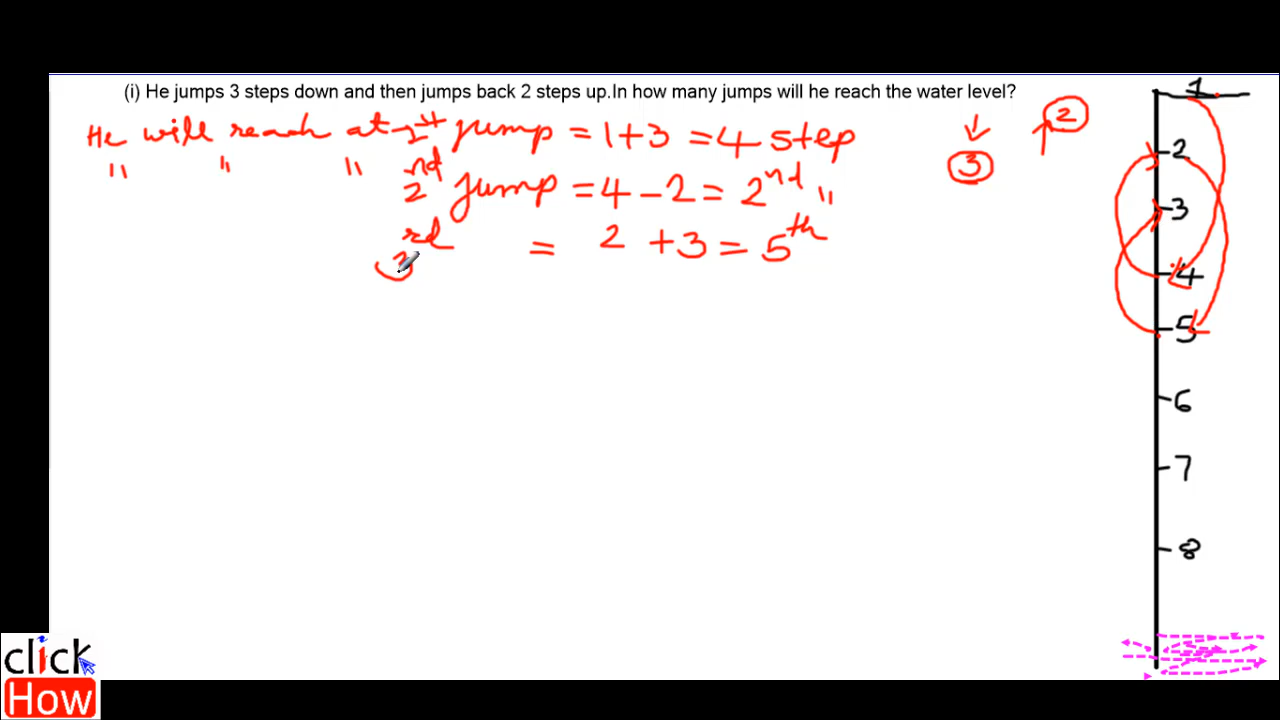 (i) He jumps 3 steps down and then jumps back 2 steps up.In how many jumps will he reach the water level?
He will reach at 1st jump = 1+3 = 4 step
" " " 2nd jump = 4 - 2 = 2nd "
3rd = 2 + 3 = 5th
3
2
1
2
3
4
5
6
7
8
click
How